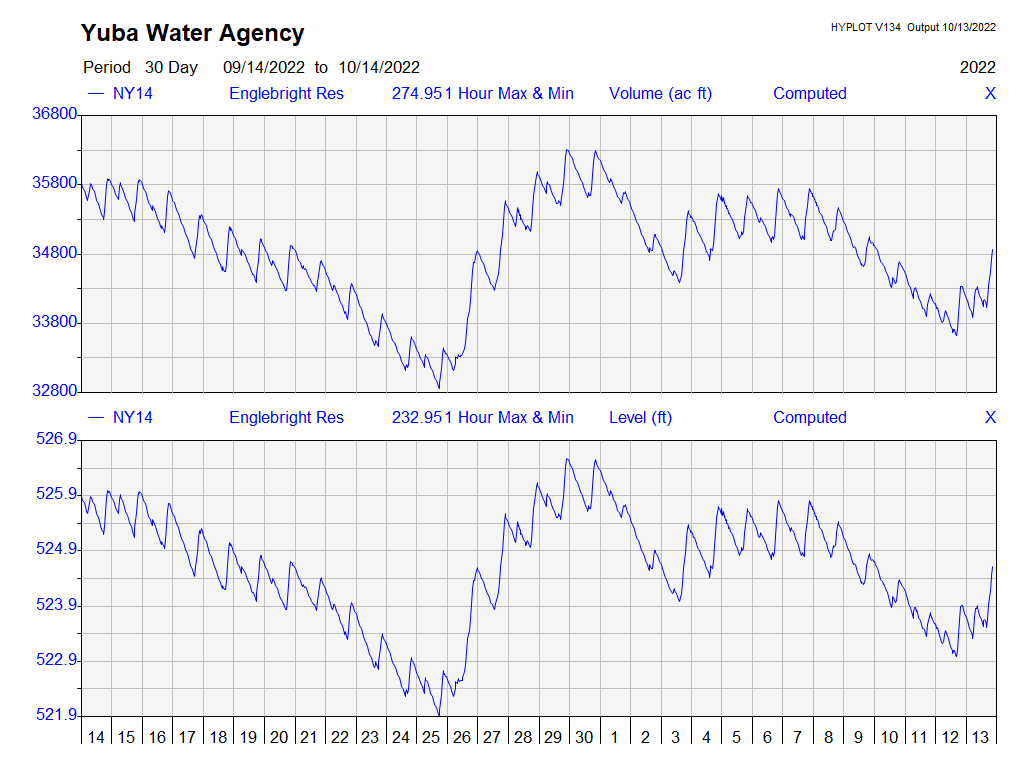 Yuba Water Agency
HYPLOT V134 Output 10/13/2022
Period 30 Day 09/14/2022 to 10/14/2022 2022
NY14 Englebright Res 274.951 Hour Max & Min Volume (ac ft) Computed X
36800
35800
34800
33800
32800
NY14 Englebright Res 232.951 Hour Max & Min Level (ft) Computed X
526.9
525.9
524.9
523.9
522.9
521.9
14 15 16 17 18 19 20 21 22 23 24 25 26 27 28 29 30 1 2 3 4 5 6 7 8 9 10 11 12 13